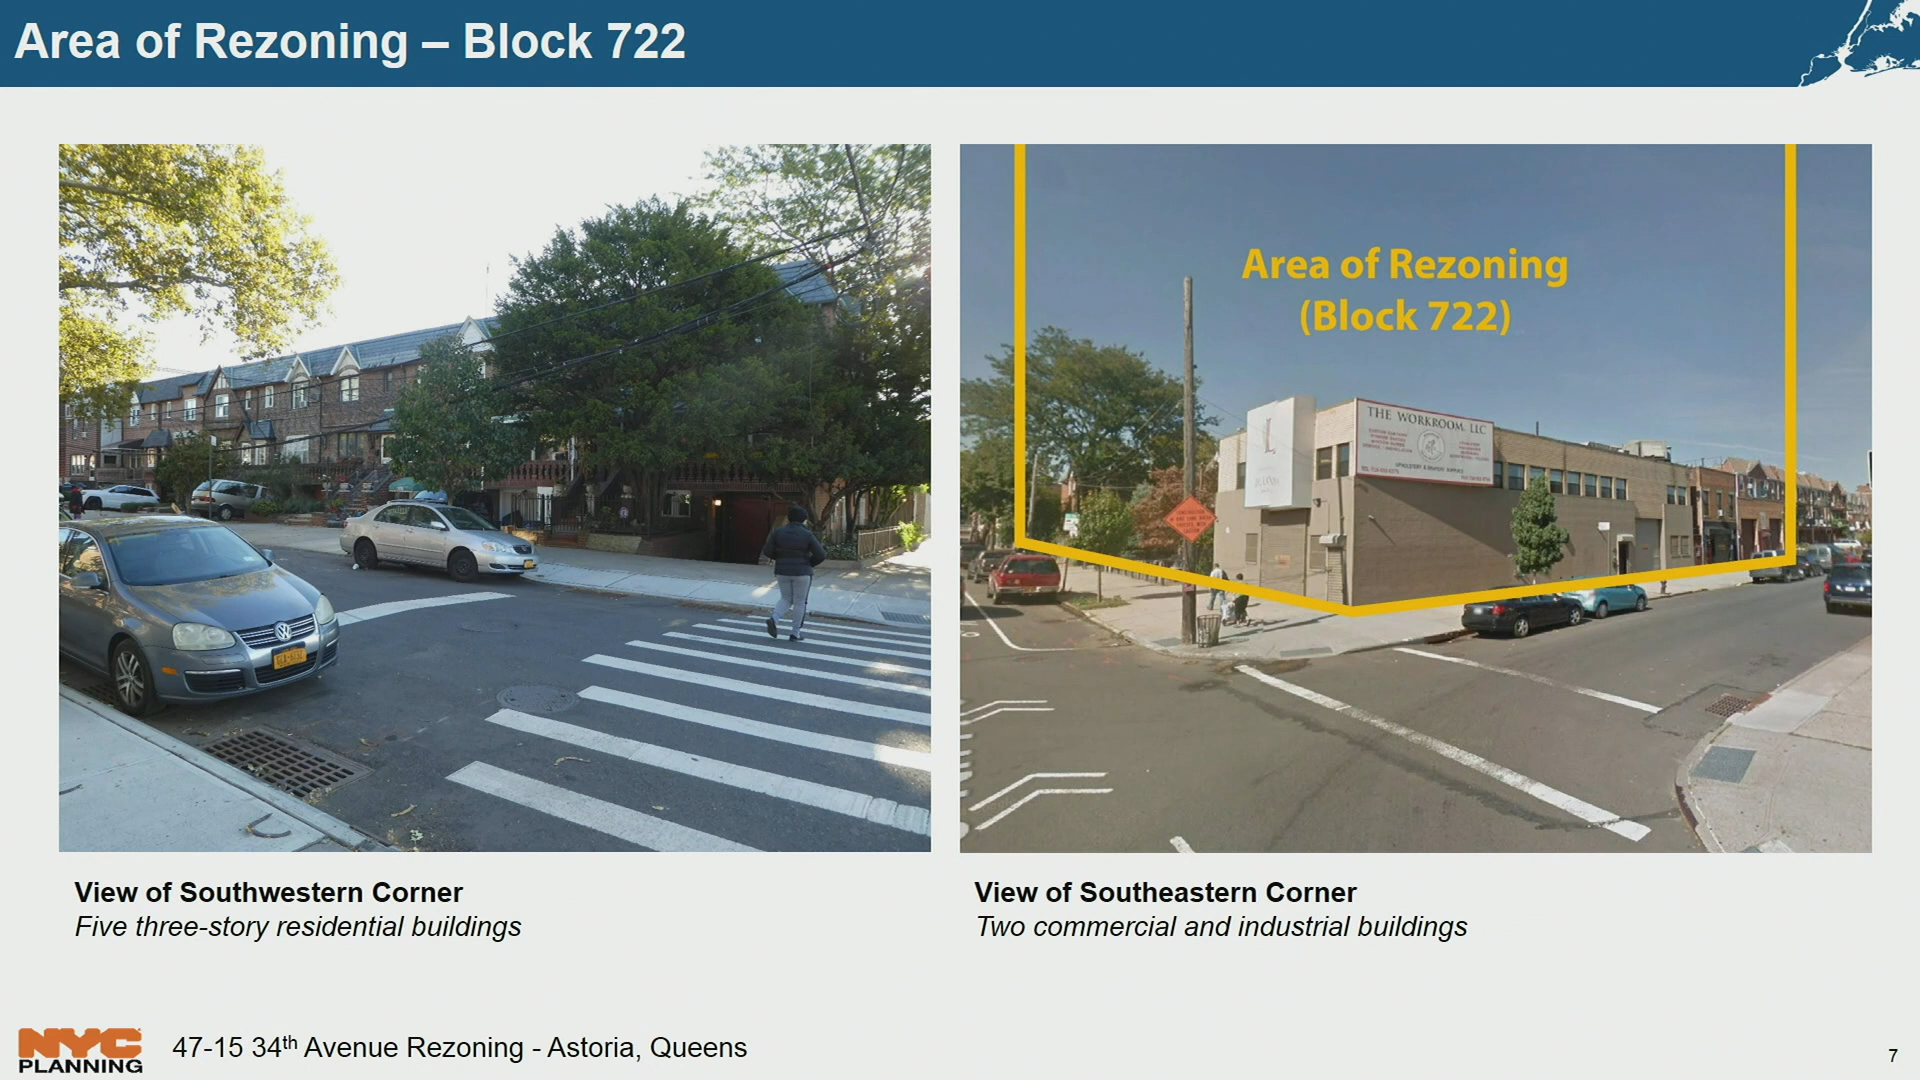 Area of Rezoning – Block 722
Area of Rezoning
(Block 722)
L
THE WORKROOM, LLC
View of Southwestern Corner
Five three-story residential buildings
View of Southeastern Corner
Two commercial and industrial buildings
NYC
PLANNING
47-15 34th Avenue Rezoning - Astoria, Queens
7